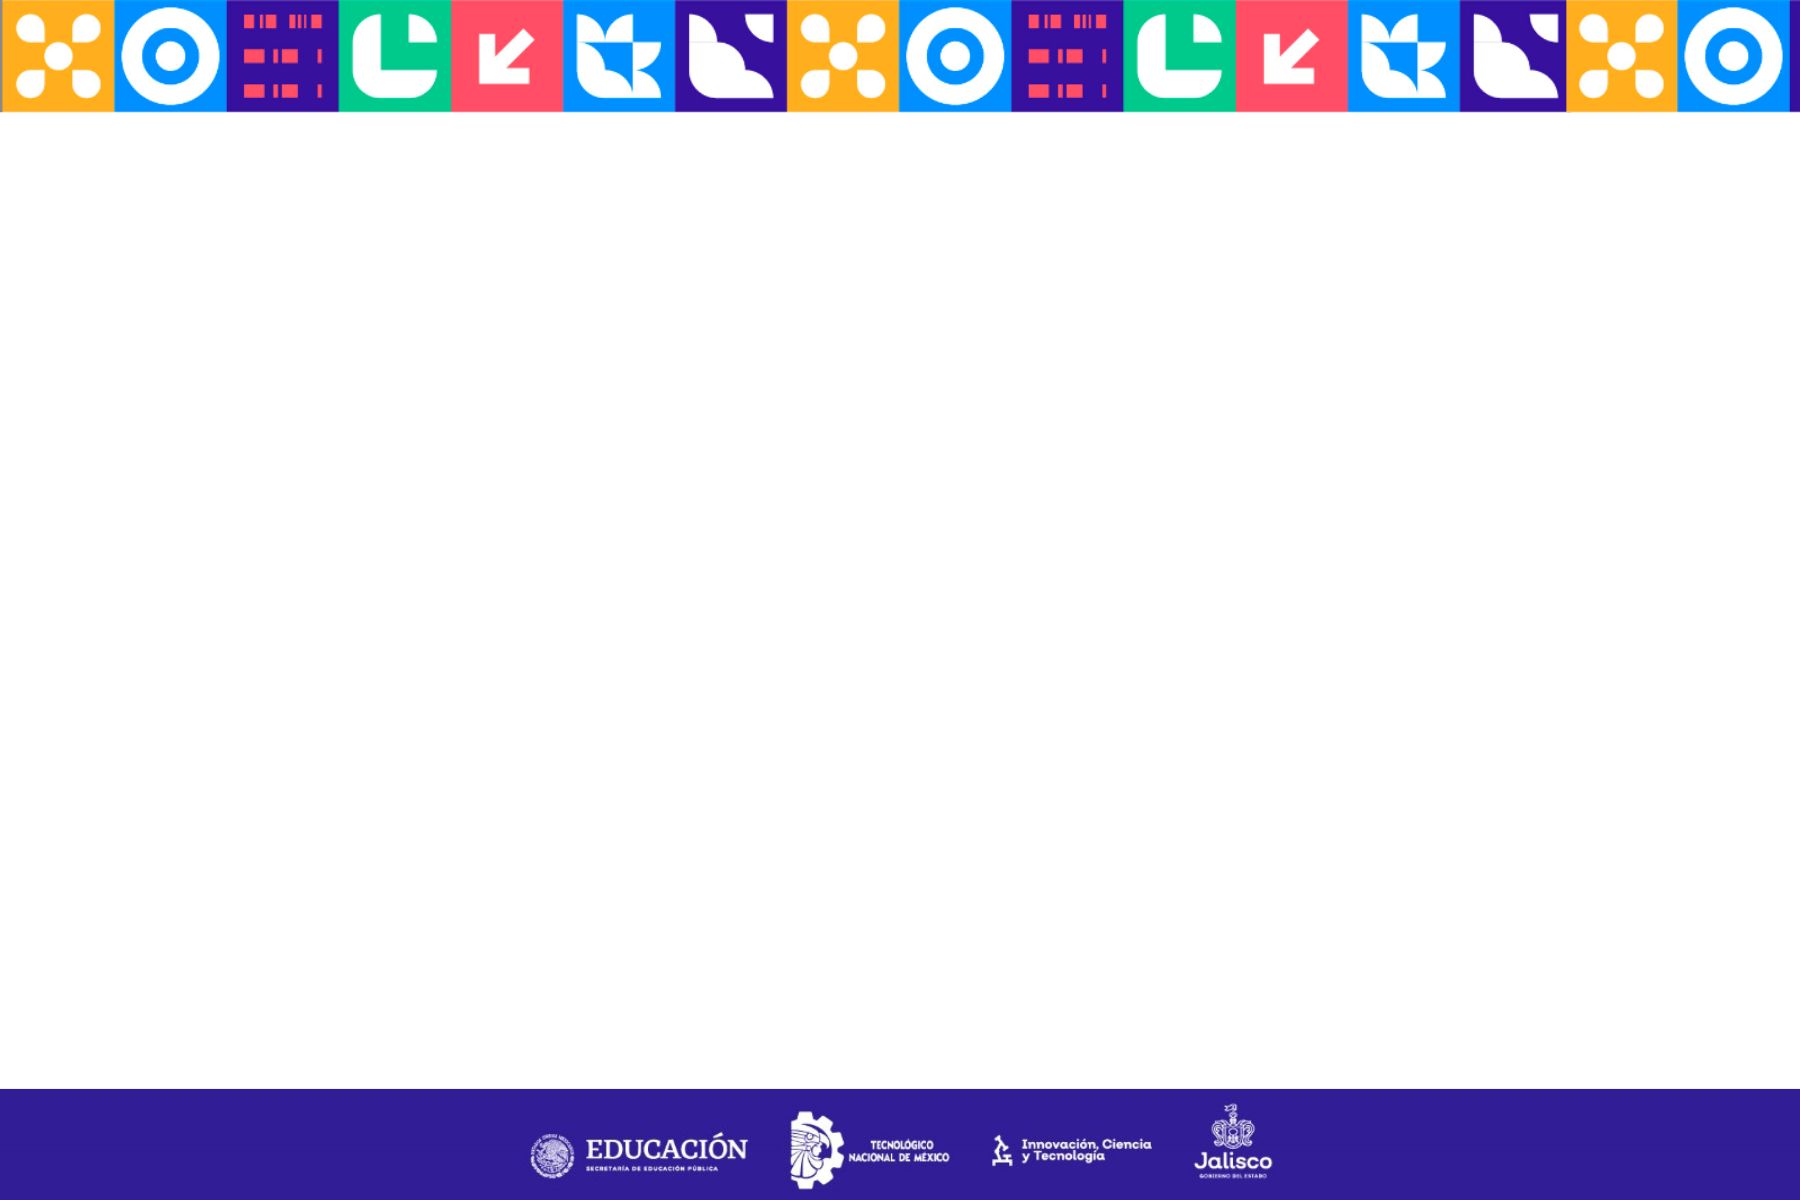 EDUCACIÓN
SECRETARÍA DE EDUCACIÓN PÚBLICA
TECNOLÓGICO
NACIONAL DE MÉXICO
Innovación, Ciencia
y Tecnología
Jalisco
GOBIERNO DEL ESTADO